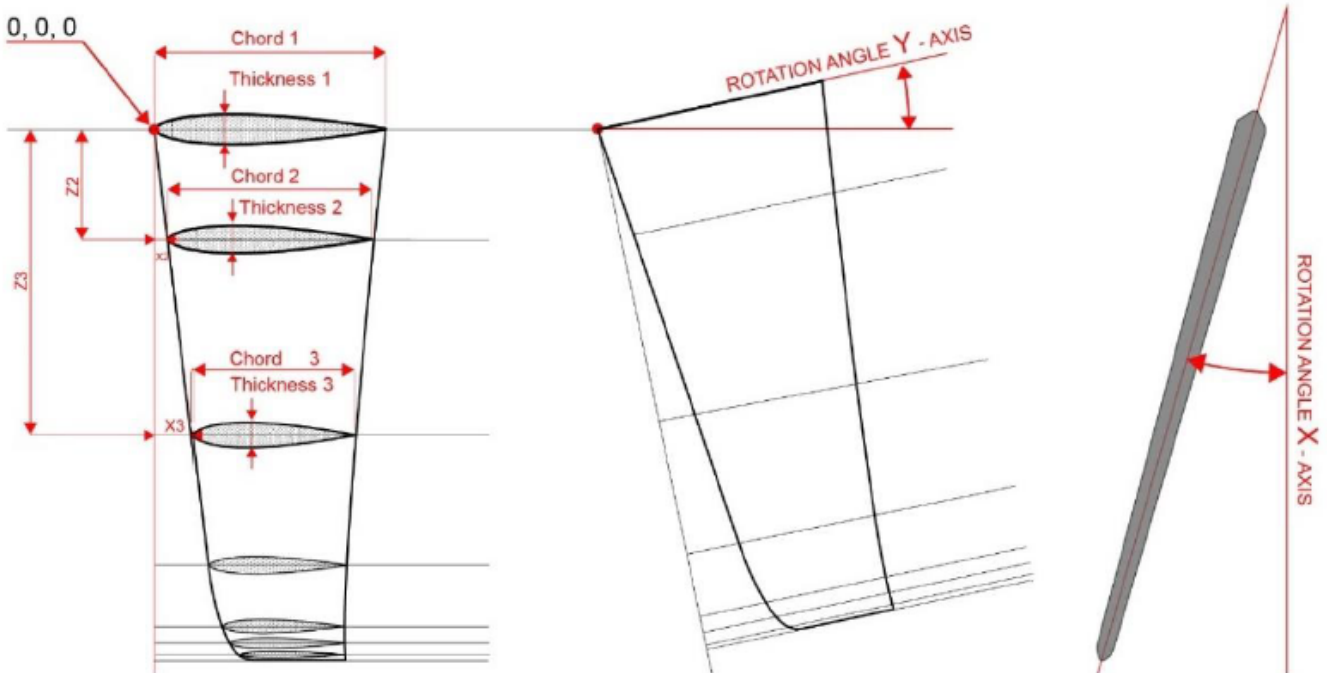 0, 0, 0
Chord 1
Thickness 1
Z2
Chord 2
Thickness 2
X2
Z3
Chord 3
Thickness 3
X3
ROTATION ANGLE Y - AXIS
ROTATION ANGLE X - AXIS